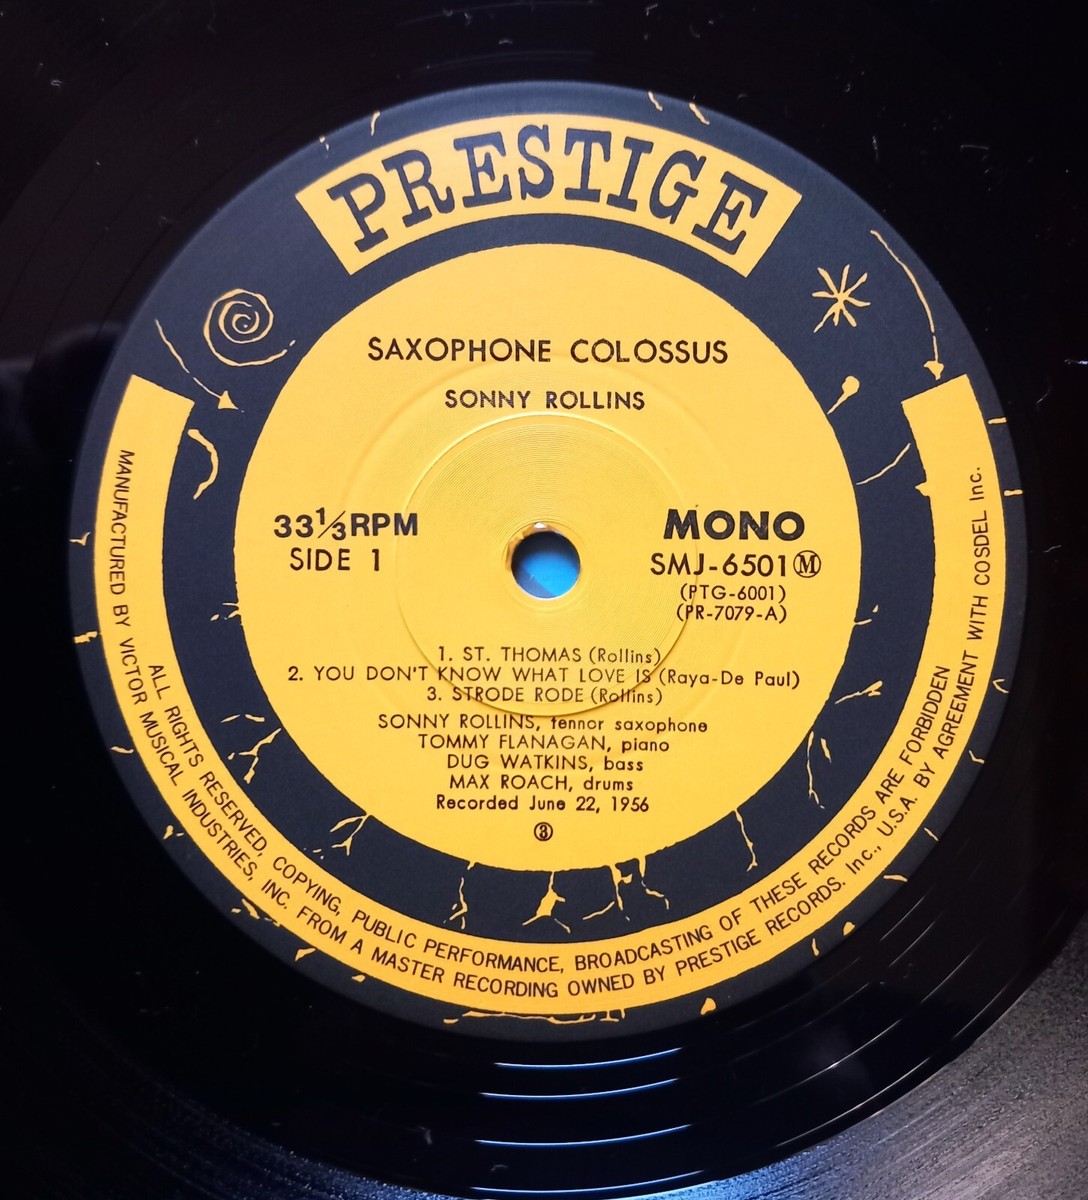 PRESTIGE
SAXOPHONE COLOSSUS
SONNY ROLLINS
33⅓RPM
SIDE 1
MONO
SMJ-6501Ⓜ
(PTG-6001)
(PR-7079-A)
1. ST. THOMAS (Rollins)
2. YOU DON'T KNOW WHAT LOVE IS (Raya-De Paul)
3. STRODE RODE (Rollins)
SONNY ROLLINS, tennor saxophone
TOMMY FLANAGAN, piano
DUG WATKINS, bass
MAX ROACH, drums
Recorded June 22, 1956
③
ALL RIGHTS RESERVED, COPYING, PUBLIC PERFORMANCE, BROADCASTING OF THESE RECORDS ARE FORBIDDEN
MANUFACTURED BY VICTOR MUSICAL INDUSTRIES, INC. FROM A MASTER RECORDING OWNED BY PRESTIGE RECORDS. Inc., U.S.A. BY AGREEMENT WITH COSDEL Inc.